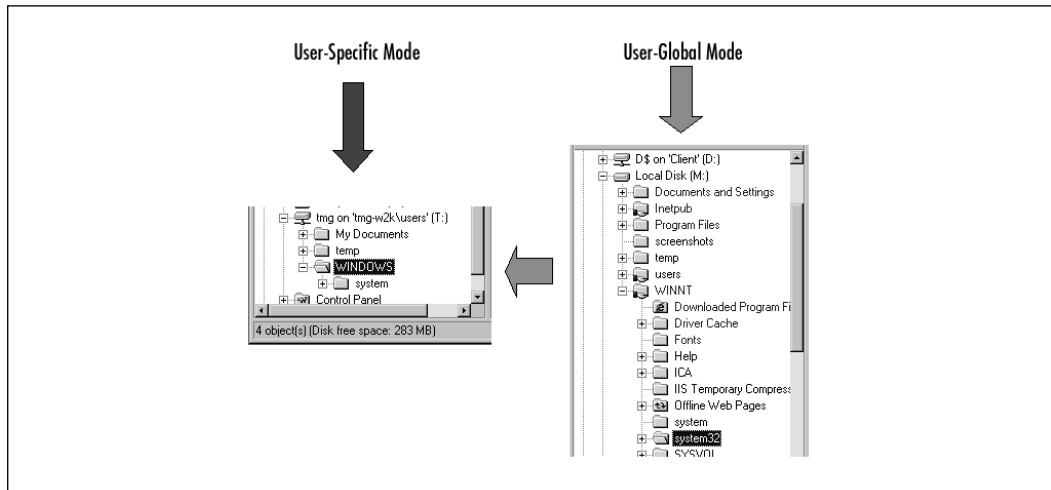 User-Specific Mode
User-Global Mode
tmg on 'tmg-w2k\users' (T:)
My Documents
temp
WINDOWS
system
Control Panel
4 object(s) (Disk free space: 283 MB)
D$ on 'Client' (D:)
Local Disk (M:)
Documents and Settings
Inetpub
Program Files
screenshots
temp
users
WINNT
Downloaded Program Fi
Driver Cache
Fonts
Help
ICA
IIS Temporary Compress
Offline Web Pages
system
system32
SYSVOL